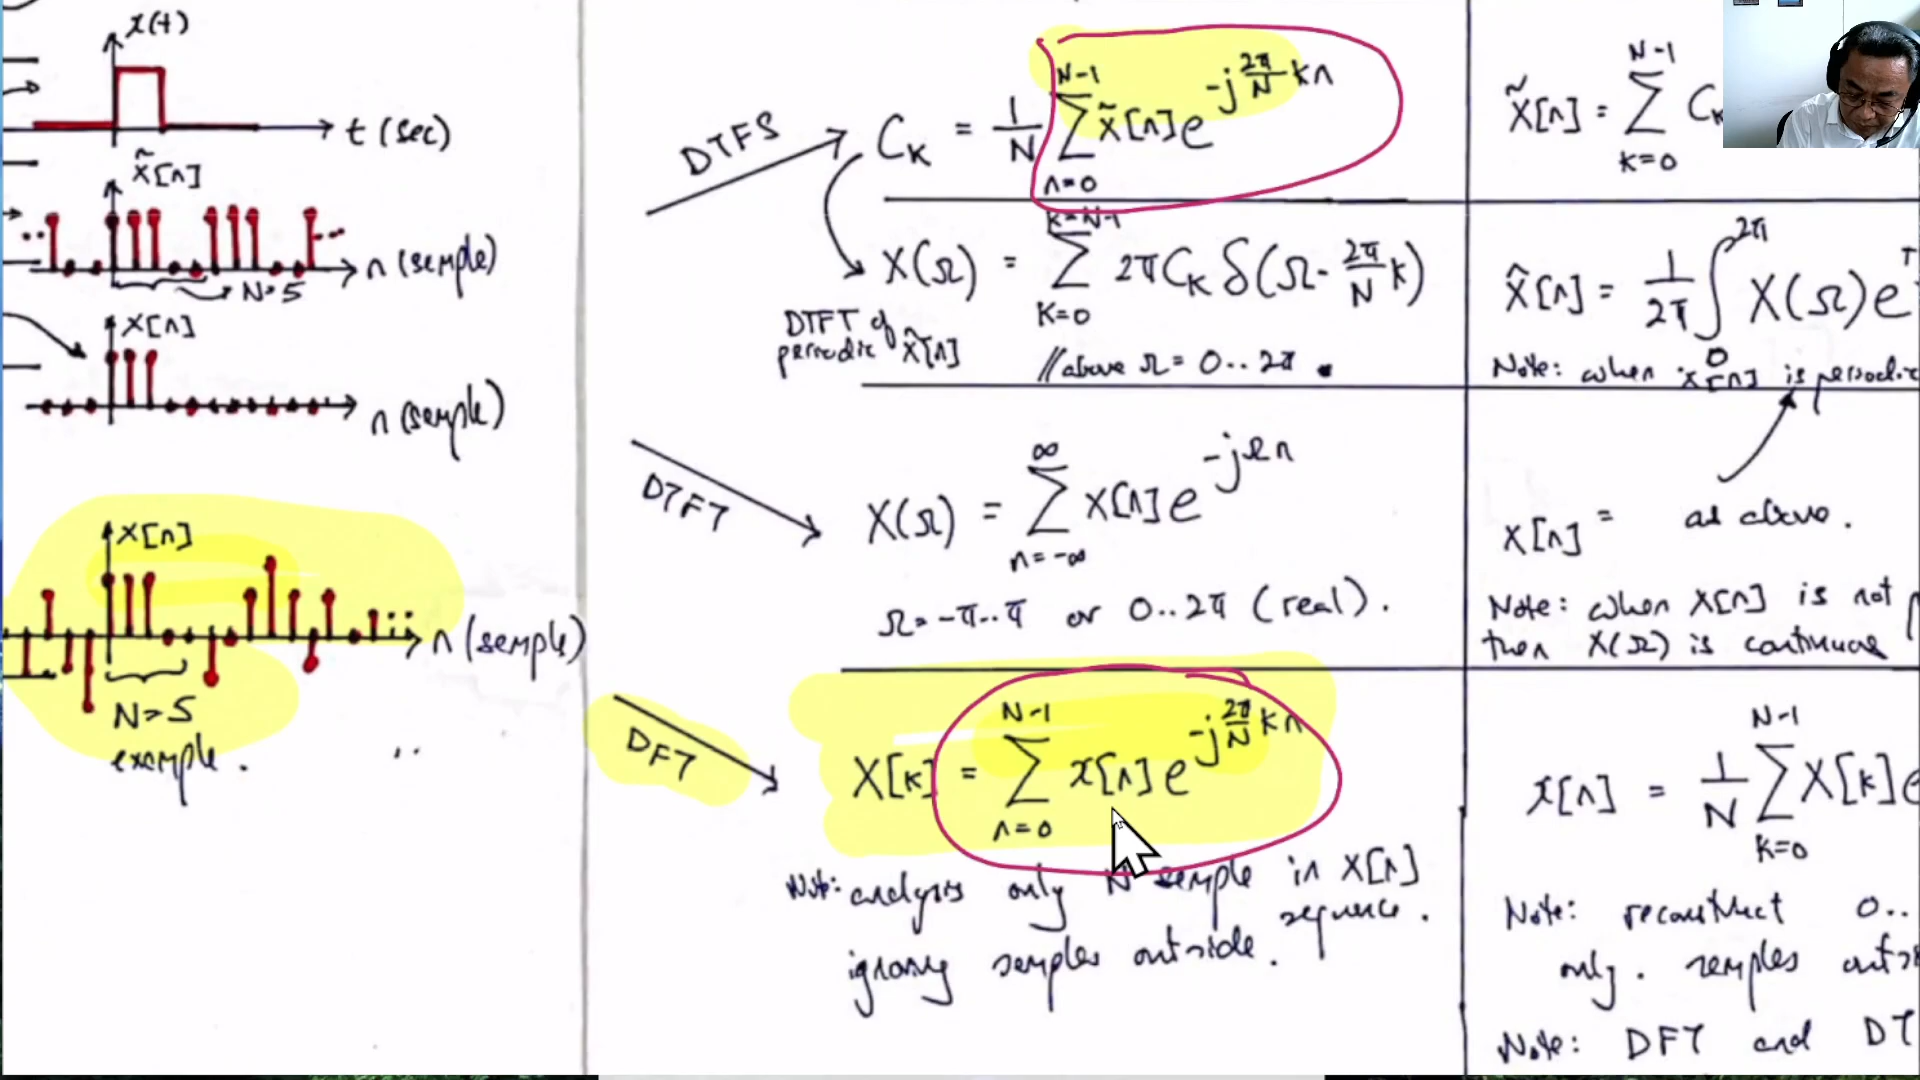 x(t)
t (sec)
x̃[n]
n (sample)
N=5
x[n]
n (sample)
x[n]
n (sample)
N=5
example.
DTFS
C_K = 1/N Σ_{n=0}^{N-1} x̃[n] e^{-j 2π/N kn}
X(Ω) = Σ_{K=0}^{K=N-1} 2π C_K δ(Ω - 2π/N k)
DTFT of
periodic x̃[n]
//above Ω = 0..2π.
DTFT
X(Ω) = Σ_{n=-∞}^{∞} x[n] e^{-jΩn}
Ω = -π..π or 0..2π (real).
DFT
X[k] = Σ_{n=0}^{N-1} x[n] e^{-j 2π/N kn}
Note: analysis only N sample in x[n]
sequence.
ignoring samples outside.
x̃[n] = Σ_{k=0}^{N-1} C_K
x̃[n] = 1/2π ∫_0^{2π} X(Ω) e
Note: when x[n] is periodic
x[n] = as above.
Note: when x[n] is not
then X(Ω) is continuous
x[n] = 1/N Σ_{k=0}^{N-1} X[k] e
Note: reconstruct 0..
only. samples
Note: DFT and DT